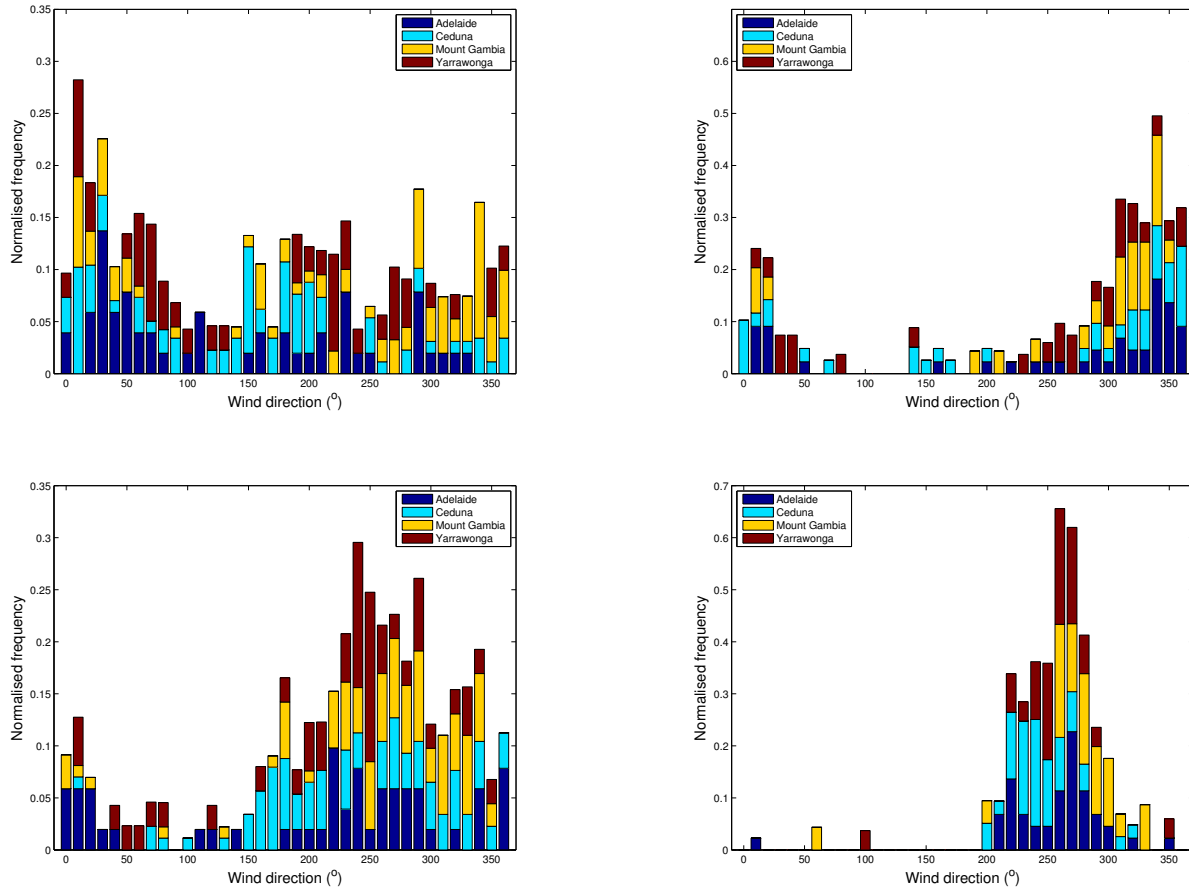 0.35
0.3
0.25
0.2
0.15
0.1
0.05
0
Normalised frequency
Adelaide
Ceduna
Mount Gambia
Yarrawonga
0 50 100 150 200 250 300 350
Wind direction (o)
0.6
0.5
0.4
0.3
0.2
0.1
0
Normalised frequency
Adelaide
Ceduna
Mount Gambia
Yarrawonga
0 50 100 150 200 250 300 350
Wind direction (o)
0.35
0.3
0.25
0.2
0.15
0.1
0.05
0
Normalised frequency
Adelaide
Ceduna
Mount Gambia
Yarrawonga
0 50 100 150 200 250 300 350
Wind direction (o)
0.7
0.6
0.5
0.4
0.3
0.2
0.1
0
Normalised frequency
Adelaide
Ceduna
Mount Gambia
Yarrawonga
0 50 100 150 200 250 300 350
Wind direction (o)